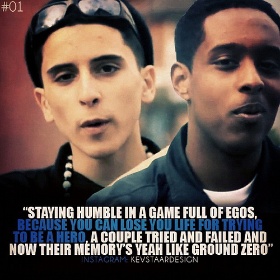 #01
"STAYING HUMBLE IN A GAME FULL OF EGOS,
BECAUSE YOU CAN LOSE YOU LIFE FOR TRYING
TO BE A HERO, A COUPLE TRIED AND FAILED AND
NOW THEIR MEMORY'S YEAH LIKE GROUND ZERO"
INSTAGRAM: KEVSTAARDESIGN